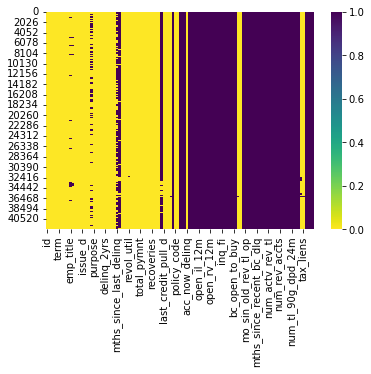 0
2026
4052
6078
8104
10130
12156
14182
16208
18234
20260
22286
24312
26338
28364
30390
32416
34442
36468
38494
40520
1.0
0.8
0.6
0.4
0.2
0.0
id
term
emp_title
issue_d
purpose
delinq_2yrs
mths_since_last_delinq
revol_util
total_pymnt
recoveries
last_credit_pull_d
policy_code
acc_now_delinq
open_il_12m
open_rv_12m
inq_fi
bc_open_to_buy
mo_sin_old_rev_tl_op
mths_since_recent_bc_dlq
num_actv_rev_tl
num_rev_accts
num_tl_90g_dpd_24m
tax_liens